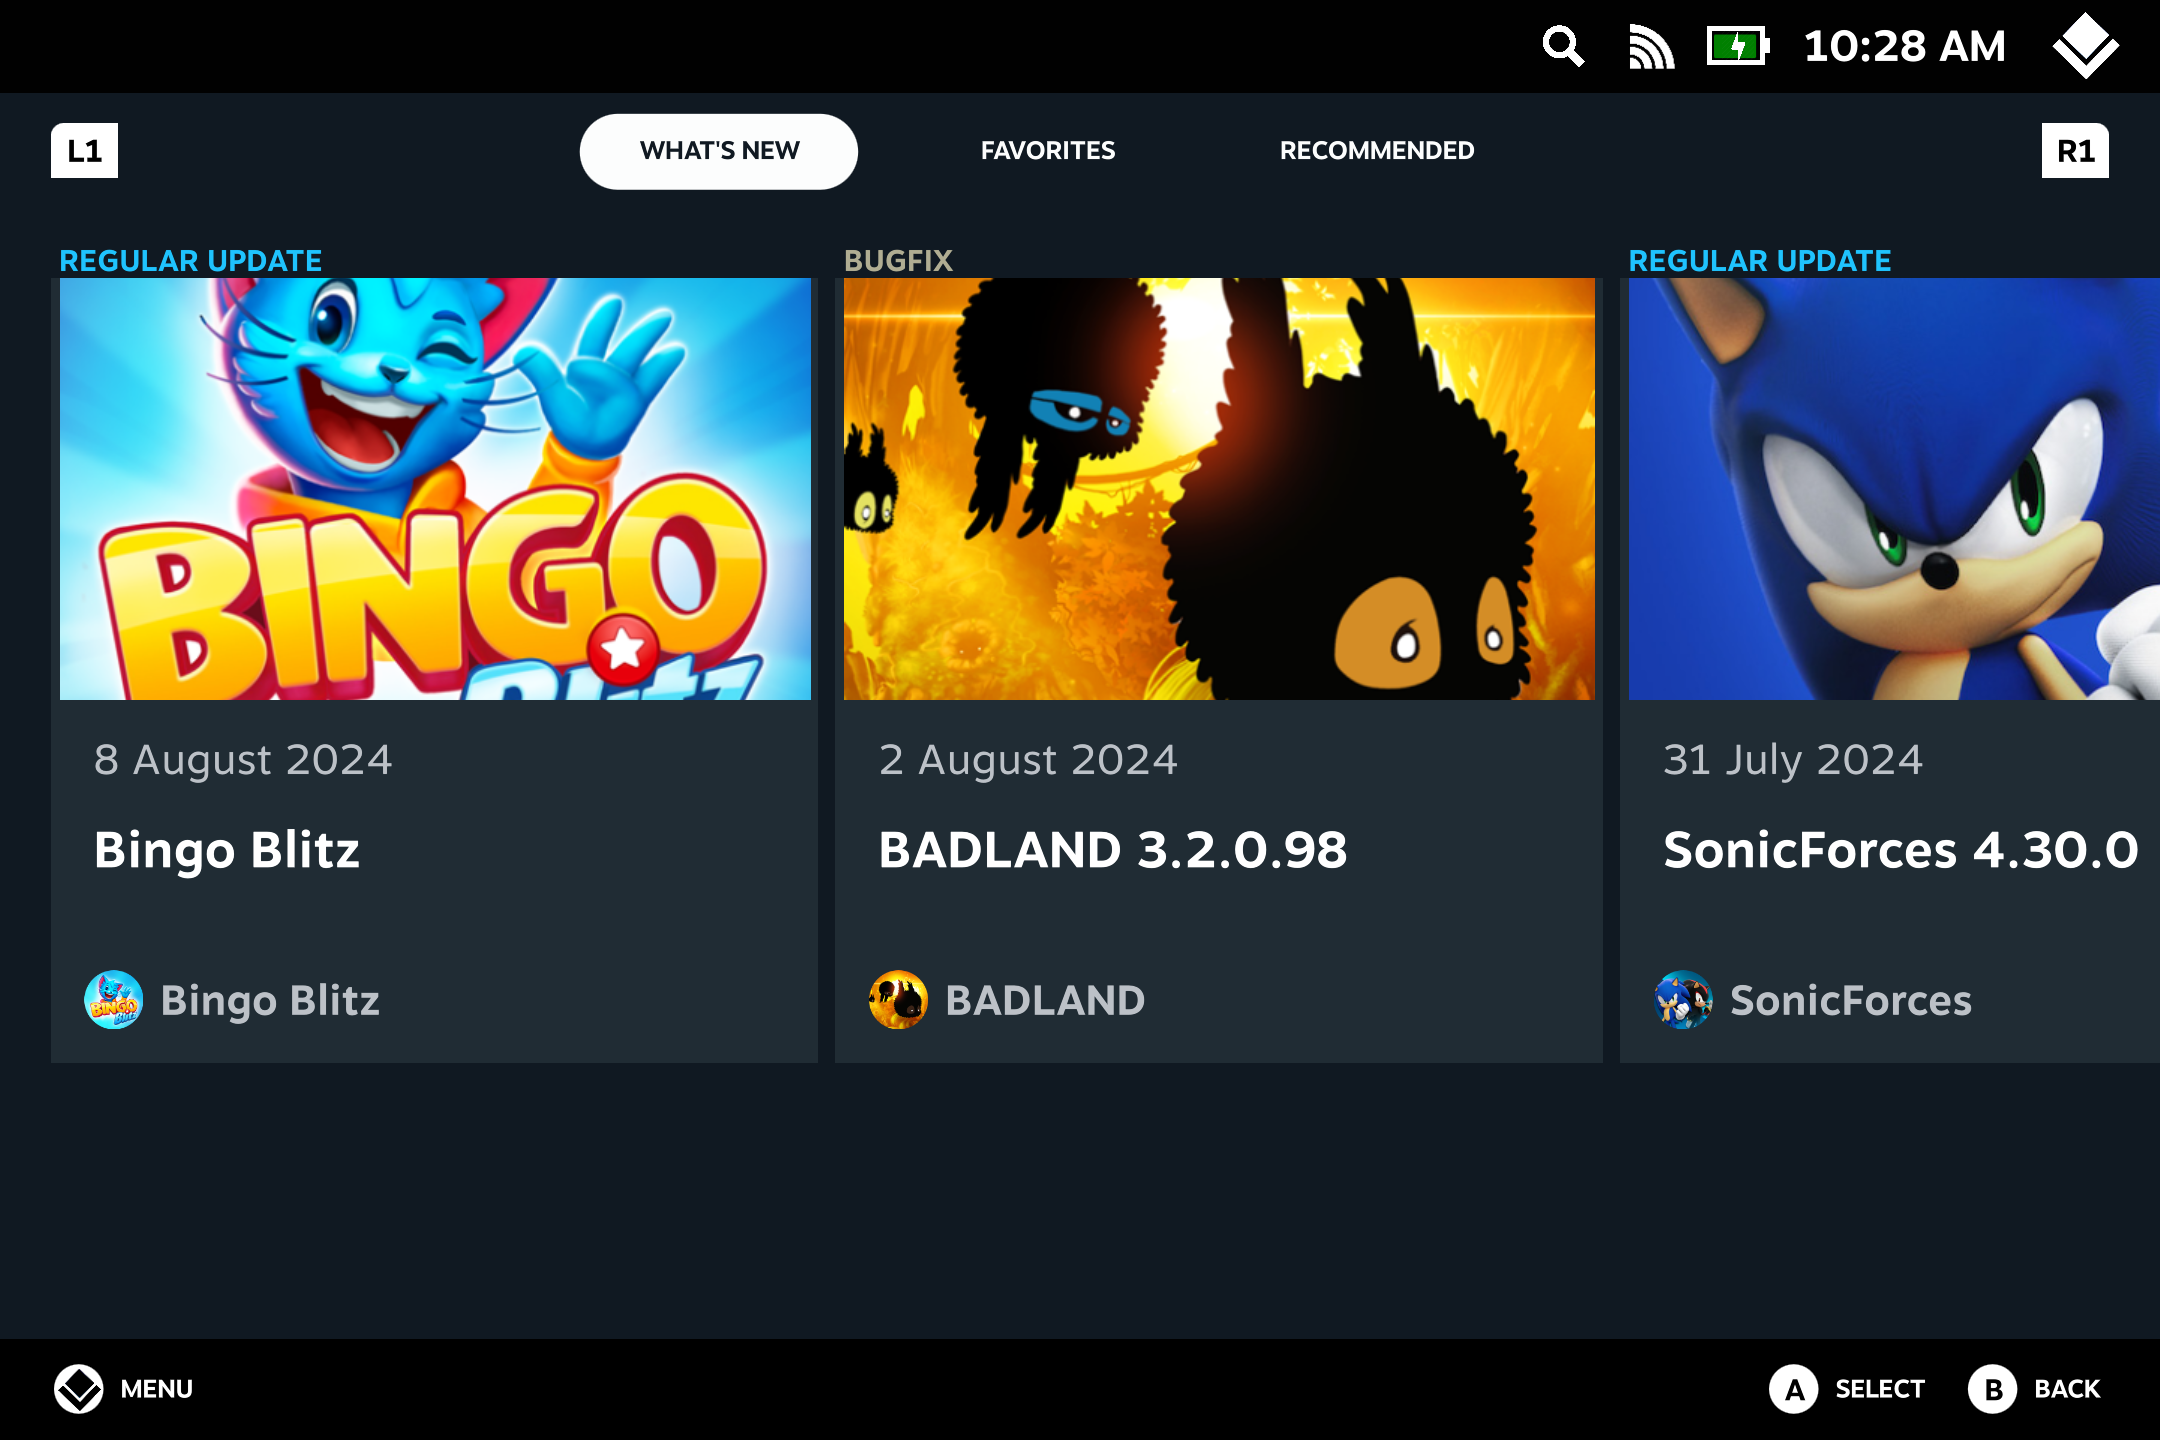 10:28 AM
L1
WHAT'S NEW
FAVORITES
RECOMMENDED
R1
REGULAR UPDATE
BUGFIX
REGULAR UPDATE
BINGO
Blitz
8 August 2024
2 August 2024
31 July 2024
Bingo Blitz
BADLAND 3.2.0.98
SonicForces 4.30.0
BINGO
Blitz
Bingo Blitz
BADLAND
SonicForces
MENU
A SELECT
B BACK